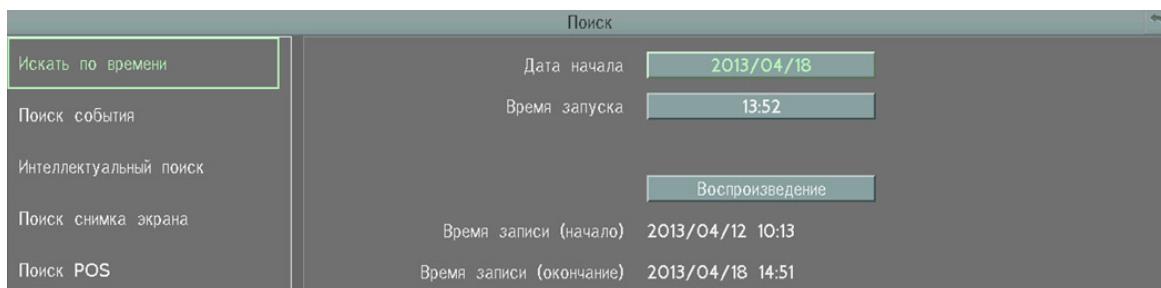 Поиск
Искать по времени
Поиск события
Интеллектуальный поиск
Поиск снимка экрана
Поиск POS
Дата начала 2013/04/18
Время запуска 13:52
Воспроизведение
Время записи (начало) 2013/04/12 10:13
Время записи (окончание) 2013/04/18 14:51